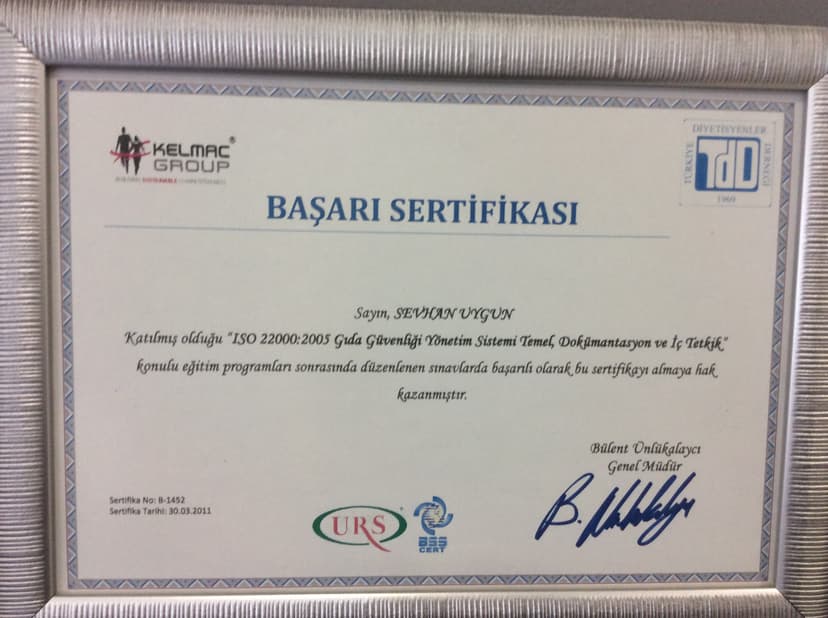 KELMAC®
GROUP
DİYETİSYENLER
TÜRKİYE
TDD
DERNEĞİ
1969
BAŞARI SERTİFİKASI
Sayın, SEVHAN UYGUN
Katılmış olduğu "ISO 22000:2005 Gıda Güvenliği Yönetim Sistemi Temel, Dokümantasyon ve İç Tetkik"
konulu eğitim programları sonrasında düzenlenen sınavlarda başarılı olarak bu sertifikayı almaya hak
kazanmıştır.
Bülent Ünlükalaycı
Genel Müdür
Sertifika No: B-1452
Sertifika Tarihi: 30.03.2011
URS
BSS
CERT